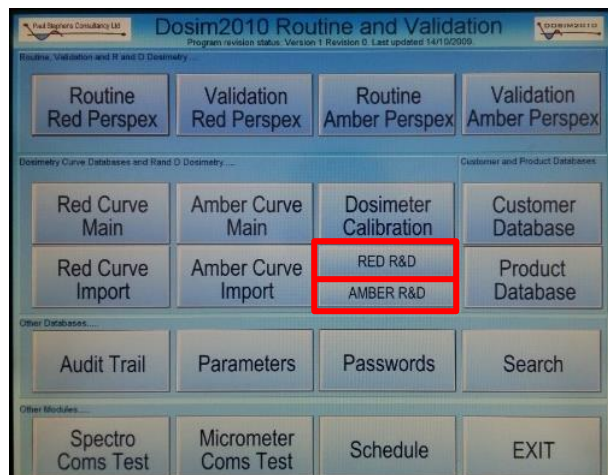 Paul Stephens Consultancy Ltd
Dosim2010 Routine and Validation
DOSIM2010
Program revision status: Version 1 Revision 0. Last updated 14/10/2009
Routine, Validation and R and D Dosimetry....
Routine Red Perspex
Validation Red Perspex
Routine Amber Perspex
Validation Amber Perspex
Dosimetry Curve Databases and Rand D Dosimetry....
Customer and Product Databases
Red Curve Main
Amber Curve Main
Dosimeter Calibration
Customer Database
Red Curve Import
Amber Curve Import
RED R&D
AMBER R&D
Product Database
Other Databases....
Audit Trail
Parameters
Passwords
Search
Other Modules....
Spectro Coms Test
Micrometer Coms Test
Schedule
EXIT